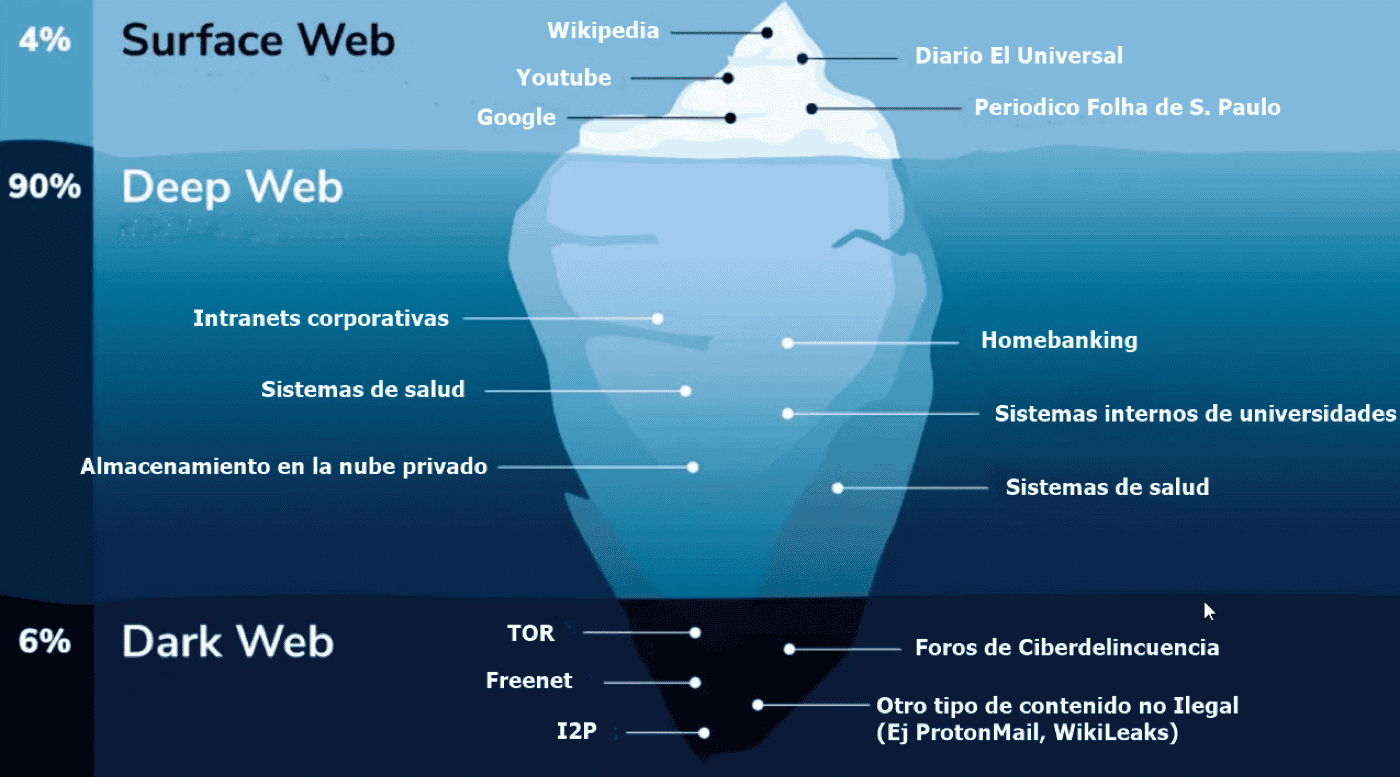 4%
Surface Web
Wikipedia
Diario El Universal
Youtube
Periodico Folha de S. Paulo
Google
90%
Deep Web
Intranets corporativas
Homebanking
Sistemas de salud
Sistemas internos de universidades
Almacenamiento en la nube privado
Sistemas de salud
6%
Dark Web
TOR
Foros de Ciberdelincuencia
Freenet
Otro tipo de contenido no Ilegal
(Ej ProtonMail, WikiLeaks)
I2P